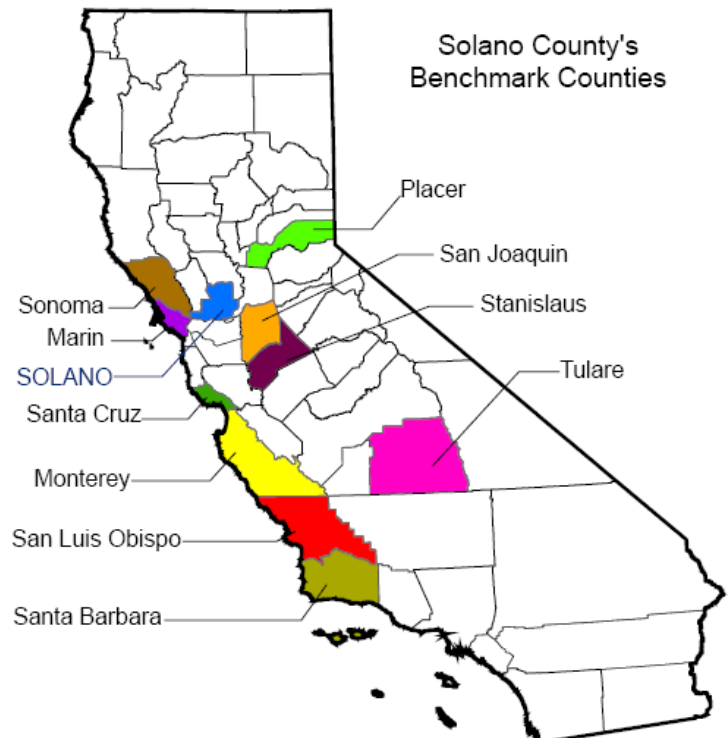 Solano County's
Benchmark Counties
Placer
San Joaquin
Stanislaus
Tulare
Sonoma
Marin
SOLANO
Santa Cruz
Monterey
San Luis Obispo
Santa Barbara